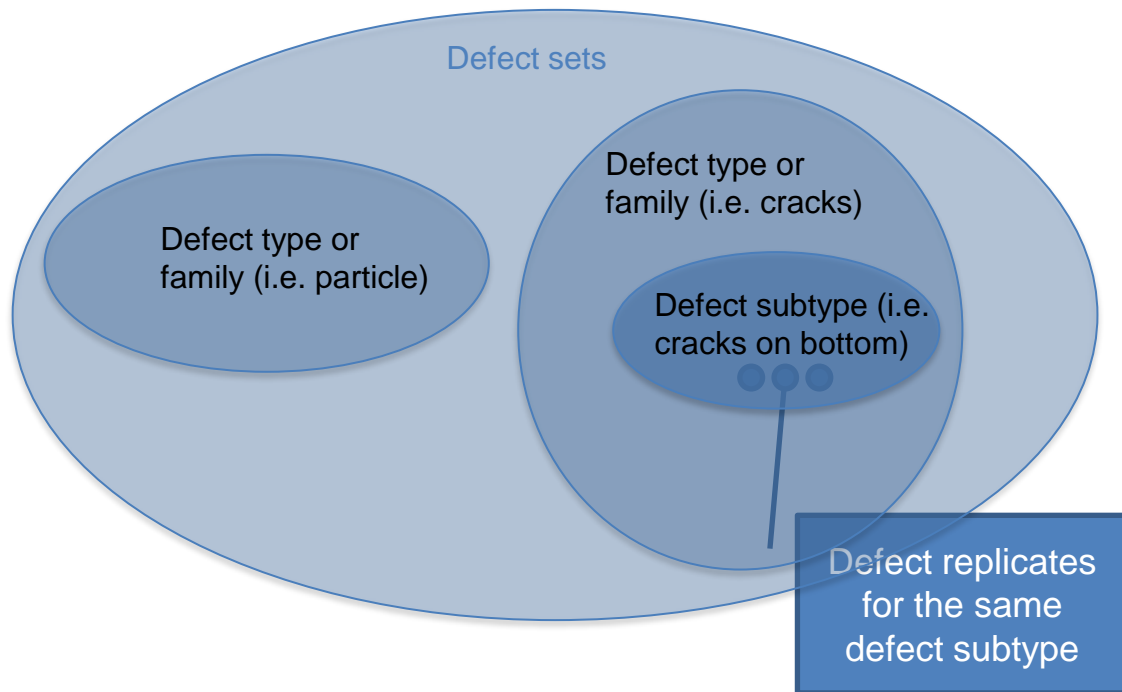 Defect sets
Defect type or
family (i.e. particle)
Defect type or
family (i.e. cracks)
Defect subtype (i.e.
cracks on bottom)
Defect replicates
for the same
defect subtype